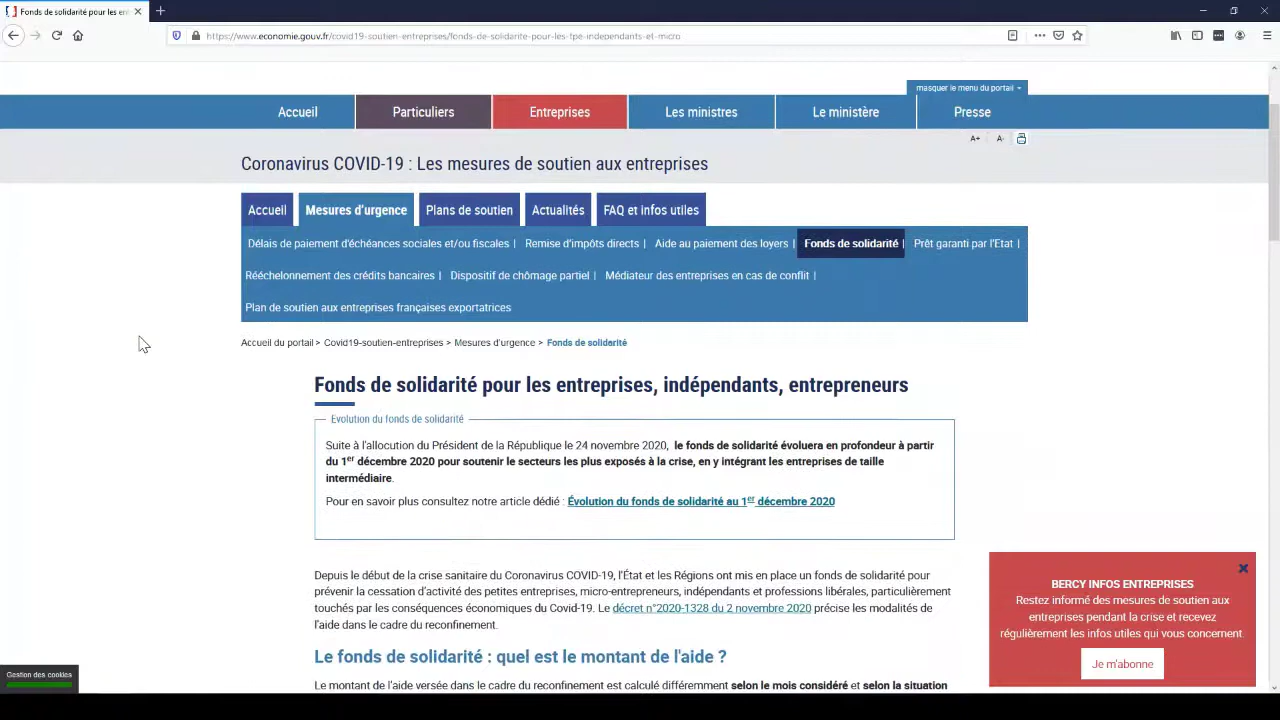 Fonds de solidarité pour les en
https://www.economie.gouv.fr/covid19-soutien-entreprises/fonds-de-solidarite-pour-les-tpe-independants-et-micro
masquer le menu du portail
Accueil
Particuliers
Entreprises
Les ministres
Le ministère
Presse
A+ A-
Coronavirus COVID-19 : Les mesures de soutien aux entreprises
Accueil
Mesures d'urgence
Plans de soutien
Actualités
FAQ et infos utiles
Délais de paiement d'échéances sociales et/ou fiscales | Remise d'impôts directs | Aide au paiement des loyers | Fonds de solidarité | Prêt garanti par l'Etat |
Rééchelonnement des crédits bancaires | Dispositif de chômage partiel | Médiateur des entreprises en cas de conflit |
Plan de soutien aux entreprises françaises exportatrices
Accueil du portail > Covid19-soutien-entreprises > Mesures d'urgence > Fonds de solidarité
Fonds de solidarité pour les entreprises, indépendants, entrepreneurs
Evolution du fonds de solidarité
Suite à l'allocution du Président de la République le 24 novembre 2020, le fonds de solidarité évoluera en profondeur à partir
du 1er décembre 2020 pour soutenir le secteurs les plus exposés à la crise, en y intégrant les entreprises de taille
intermédiaire.
Pour en savoir plus consultez notre article dédié : Évolution du fonds de solidarité au 1er décembre 2020
Depuis le début de la crise sanitaire du Coronavirus COVID-19, l'État et les Régions ont mis en place un fonds de solidarité pour
prévenir la cessation d'activité des petites entreprises, micro-entrepreneurs, indépendants et professions libérales, particulièrement
touchés par les conséquences économiques du Covid-19. Le décret n°2020-1328 du 2 novembre 2020 précise les modalités de
l'aide dans le cadre du reconfinement.
Le fonds de solidarité : quel est le montant de l'aide ?
Le montant de l'aide versée dans le cadre du reconfinement est calculé différemment selon le mois considéré et selon la situation
BERCY INFOS ENTREPRISES
Restez informé des mesures de soutien aux
entreprises pendant la crise et recevez
régulièrement les infos utiles qui vous concernent.
Je m'abonne
Gestion des cookies